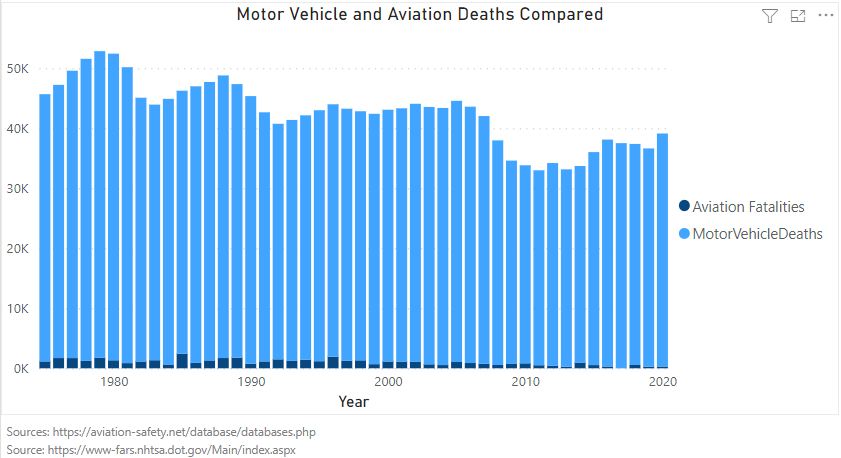 Motor Vehicle and Aviation Deaths Compared
50K
40K
30K
20K
10K
0K
Aviation Fatalities
MotorVehicleDeaths
1980 1990 2000 2010 2020
Year
Sources: https://aviation-safety.net/database/databases.php
Source: https://www-fars.nhtsa.dot.gov/Main/index.aspx